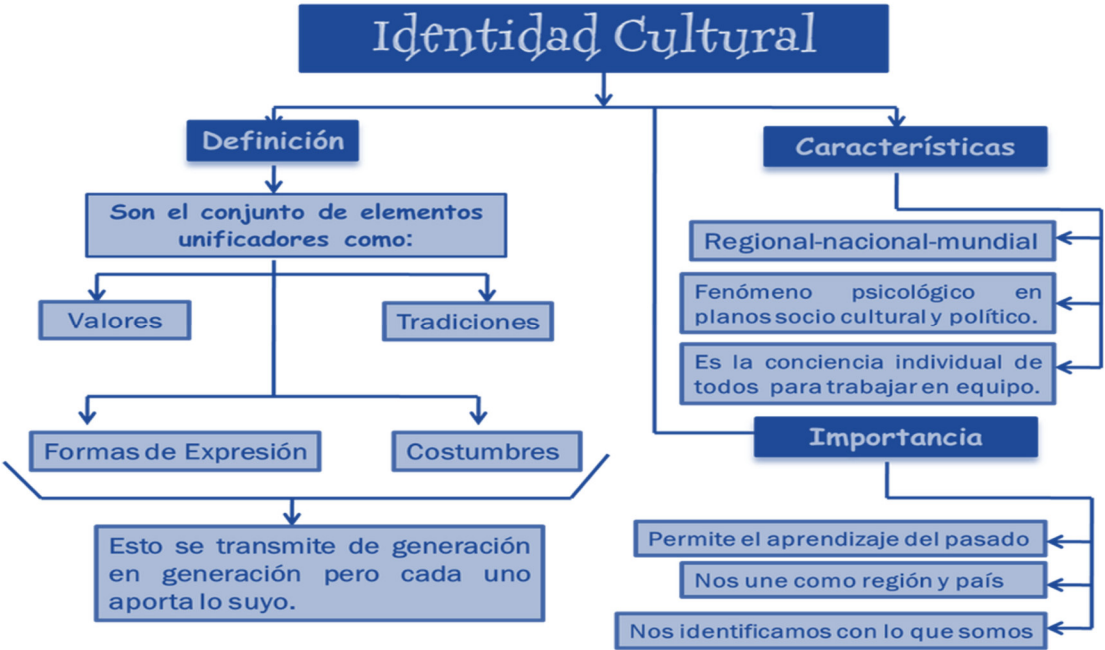 Identidad Cultural
Definición
Son el conjunto de elementos
unificadores como:
Valores
Tradiciones
Formas de Expresión
Costumbres
Esto se transmite de generación
en generación pero cada uno
aporta lo suyo.
Características
Regional-nacional-mundial
Fenómeno psicológico en
planos socio cultural y político.
Es la conciencia individual de
todos para trabajar en equipo.
Importancia
Permite el aprendizaje del pasado
Nos une como región y país
Nos identificamos con lo que somos